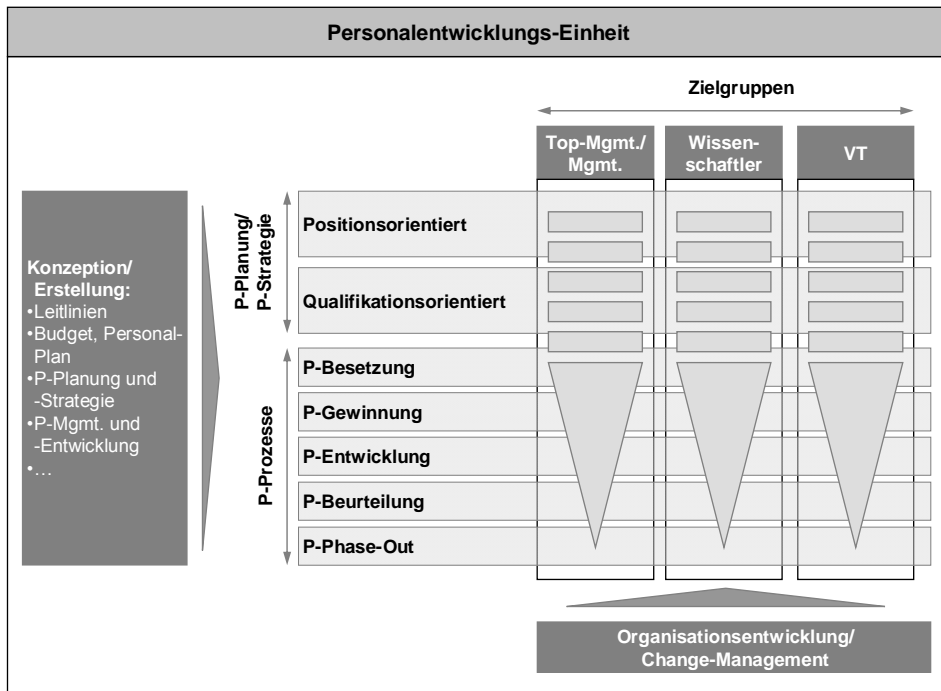 Personalentwicklungs-Einheit
Zielgruppen
Top-Mgmt./
Mgmt.
Wissen-
schaftler
VT
Konzeption/
Erstellung:
•Leitlinien
•Budget, Personal-
Plan
•P-Planung und
-Strategie
•P-Mgmt. und
-Entwicklung
•…
P-Planung/
P-Strategie
Positionsorientiert
Qualifikationsorientiert
P-Prozesse
P-Besetzung
P-Gewinnung
P-Entwicklung
P-Beurteilung
P-Phase-Out
Organisationsentwicklung/
Change-Management